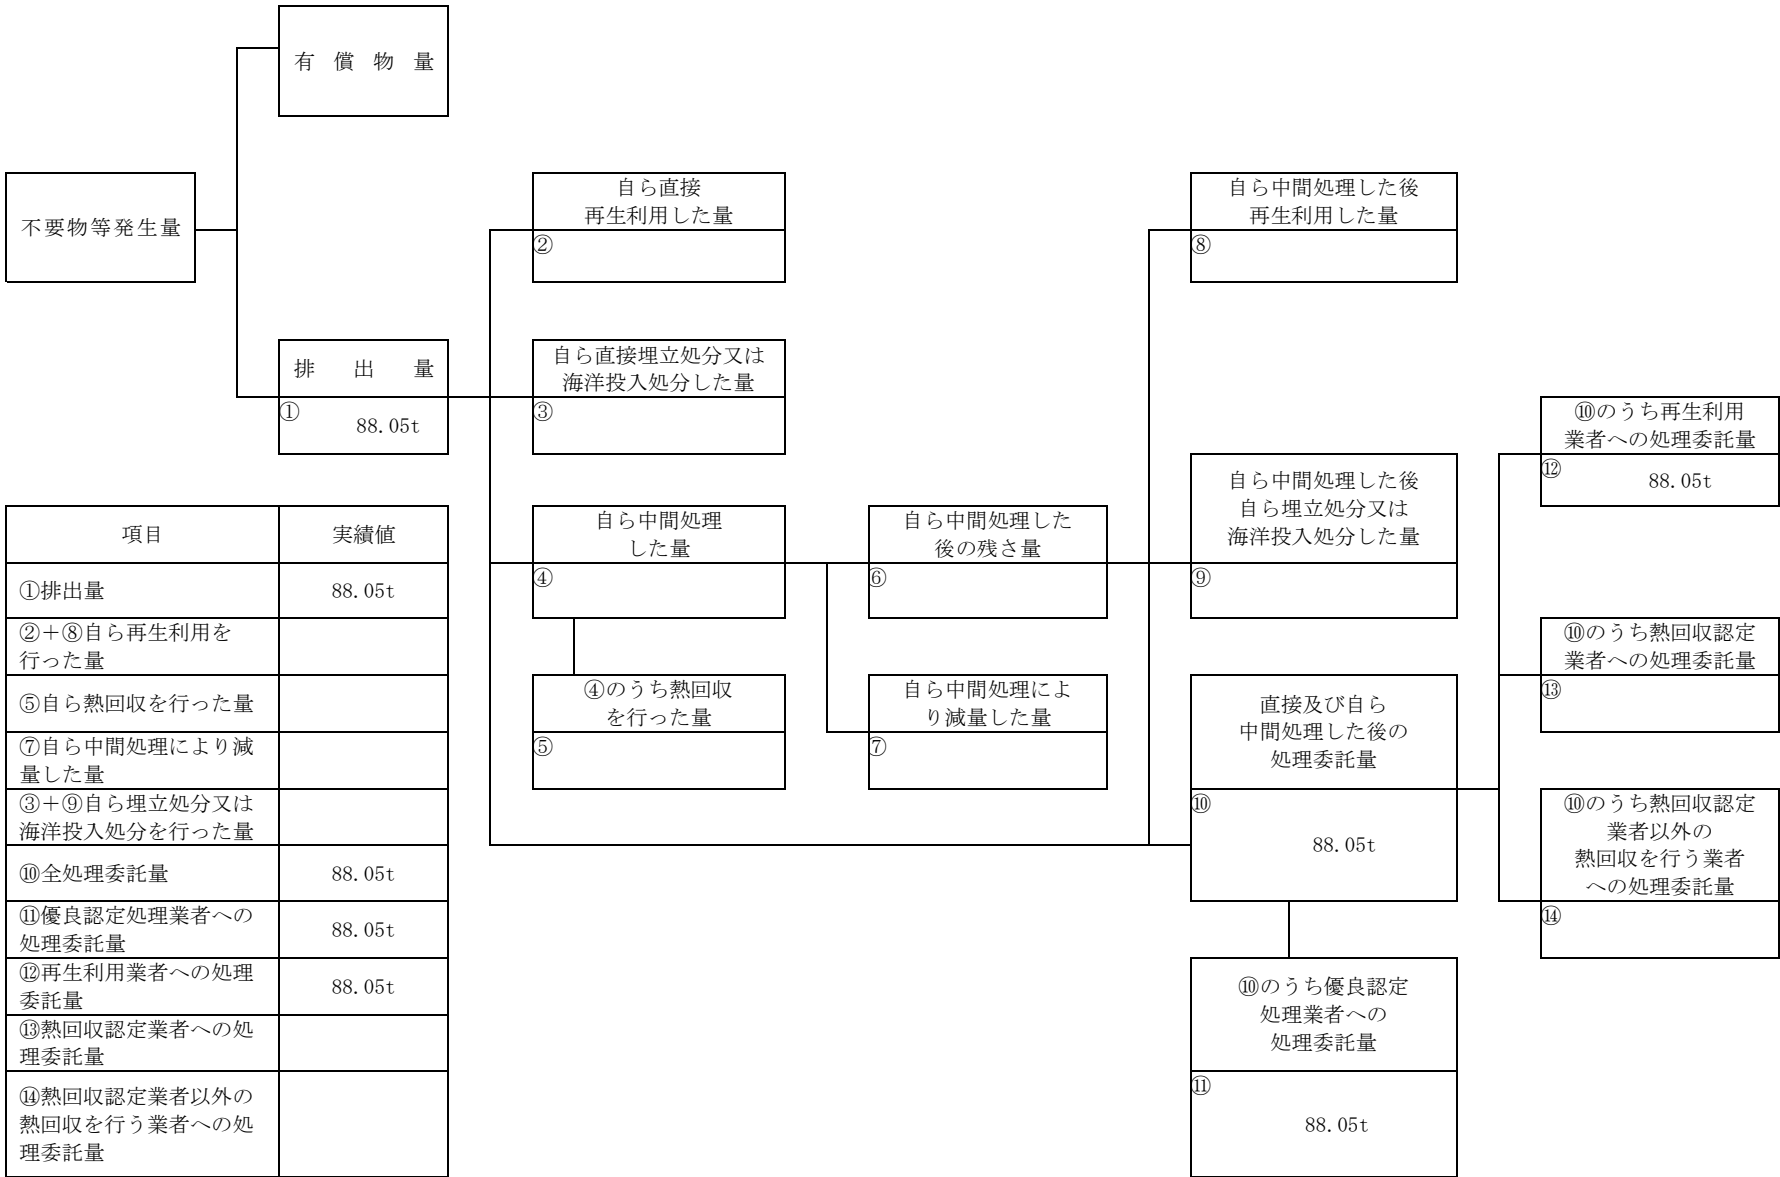 有償物量
不要物等発生量
排出量
①
88.05t
自ら直接
再生利用した量
②
自ら直接埋立処分又は
海洋投入処分した量
③
自ら中間処理
した量
④
④のうち熱回収
を行った量
⑤
自ら中間処理した
後の残さ量
⑥
自ら中間処理によ
り減量した量
⑦
自ら中間処理した後
再生利用した量
⑧
自ら中間処理した後
自ら埋立処分又は
海洋投入処分した量
⑨
直接及び自ら
中間処理した後の
処理委託量
⑩
88.05t
⑩のうち優良認定
処理業者への
処理委託量
⑪
88.05t
⑩のうち再生利用
業者への処理委託量
⑫
88.05t
⑩のうち熱回収認定
業者への処理委託量
⑬
⑩のうち熱回収認定
業者以外の
熱回収を行う業者
への処理委託量
⑭
項目 実績値
①排出量 88.05t
②＋⑧自ら再生利用を
行った量
⑤自ら熱回収を行った量
⑦自ら中間処理により減
量した量
③＋⑨自ら埋立処分又は
海洋投入処分を行った量
⑩全処理委託量 88.05t
⑪優良認定処理業者への
処理委託量 88.05t
⑫再生利用業者への処理
委託量 88.05t
⑬熱回収認定業者への処
理委託量
⑭熱回収認定業者以外の
熱回収を行う業者への処
理委託量